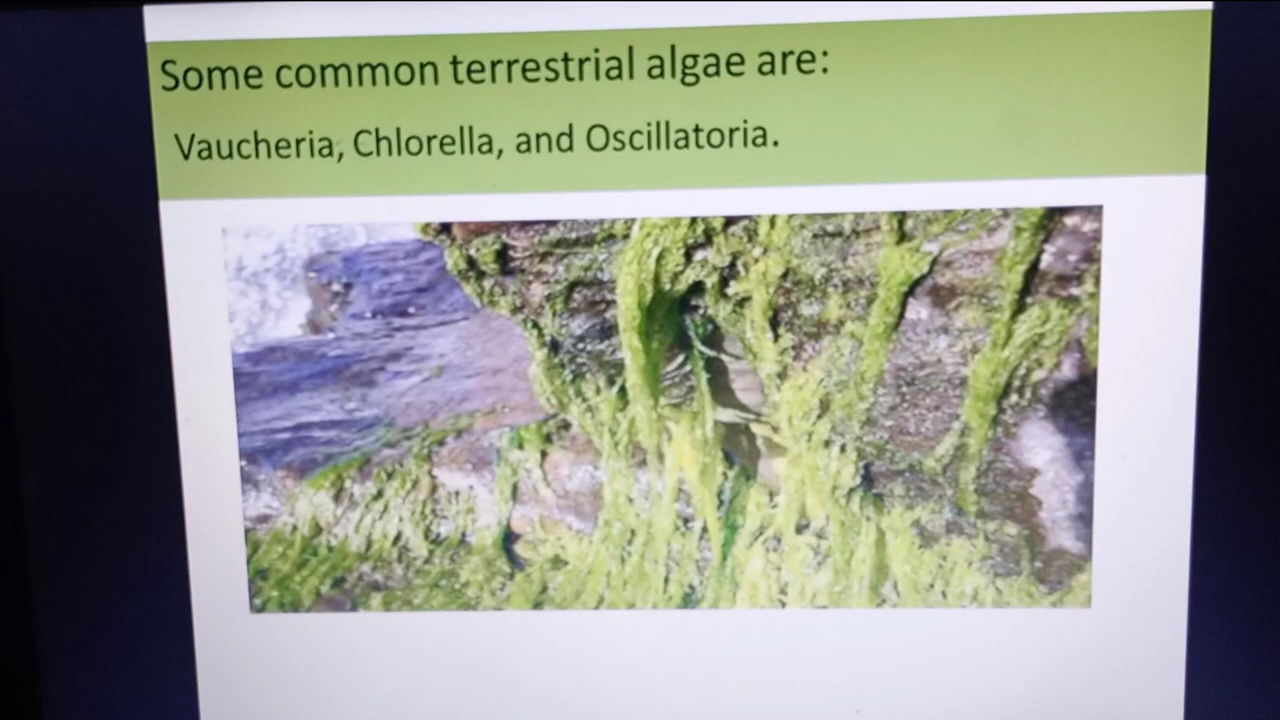 Some common terrestrial algae are:
Vaucheria, Chlorella, and Oscillatoria.